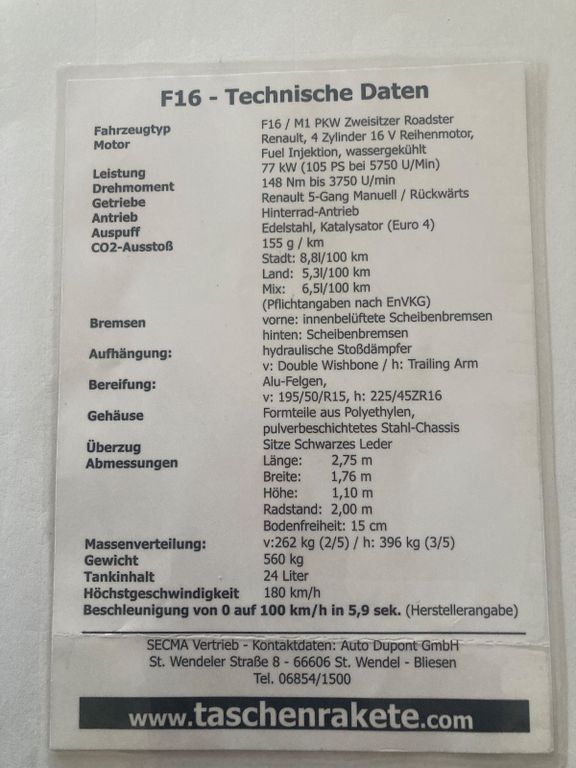 F16 - Technische Daten
Fahrzeugtyp F16 / M1 PKW Zweisitzer Roadster
Motor Renault, 4 Zylinder 16 V Reihenmotor,
Fuel Injektion, wassergekühlt
Leistung 77 kW (105 PS bei 5750 U/Min)
Drehmoment 148 Nm bis 3750 U/min
Getriebe Renault 5-Gang Manuell / Rückwärts
Antrieb Hinterrad-Antrieb
Auspuff Edelstahl, Katalysator (Euro 4)
CO2-Ausstoß 155 g / km
Stadt: 8,8l/100 km
Land: 5,3l/100 km
Mix: 6,5l/100 km
(Pflichtangaben nach EnVKG)
Bremsen vorne: innenbelüftete Scheibenbremsen
hinten: Scheibenbremsen
Aufhängung: hydraulische Stoßdämpfer
v: Double Wishbone / h: Trailing Arm
Bereifung: Alu-Felgen,
v: 195/50/R15, h: 225/45ZR16
Gehäuse Formteile aus Polyethylen,
pulverbeschichtetes Stahl-Chassis
Überzug Sitze Schwarzes Leder
Abmessungen Länge: 2,75 m
Breite: 1,76 m
Höhe: 1,10 m
Radstand: 2,00 m
Bodenfreiheit: 15 cm
Massenverteilung: v:262 kg (2/5) / h: 396 kg (3/5)
Gewicht 560 kg
Tankinhalt 24 Liter
Höchstgeschwindigkeit 180 km/h
Beschleunigung von 0 auf 100 km/h in 5,9 sek. (Herstellerangabe)
SECMA Vertrieb - Kontaktdaten: Auto Dupont GmbH
St. Wendeler Straße 8 - 66606 St. Wendel - Bliesen
Tel. 06854/1500
www.taschenrakete.com